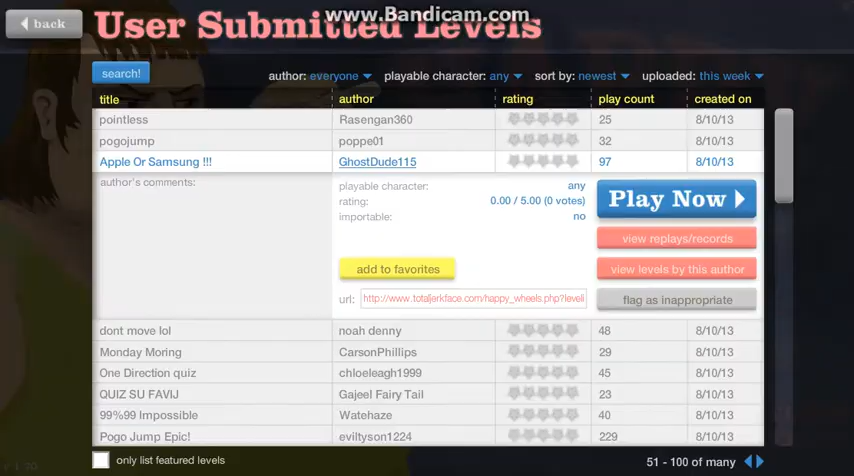 www.Bandicam.com
back
User Submitted Levels
search!
author: everyone playable character: any sort by: newest uploaded: this week
title author rating play count created on
pointless Rasengan360 25 8/10/13
pogojump poppe01 32 8/10/13
Apple Or Samsung !!! GhostDude115 97 8/10/13
author's comments:
playable character: any
rating: 0.00 / 5.00 (0 votes)
importable: no
Play Now
view replays/records
add to favorites
view levels by this author
url: http://www.totaljerkface.com/happy_wheels.php?leveli
flag as inappropriate
dont move lol noah denny 48 8/10/13
Monday Moring CarsonPhillips 29 8/10/13
One Direction quiz chloeleagh1999 45 8/10/13
QUIZ SU FAVIJ Gajeel Fairy Tail 23 8/10/13
99%99 Impossible Watehaze 40 8/10/13
Pogo Jump Epic! eviltyson1224 229 8/10/13
only list featured levels
51 - 100 of many